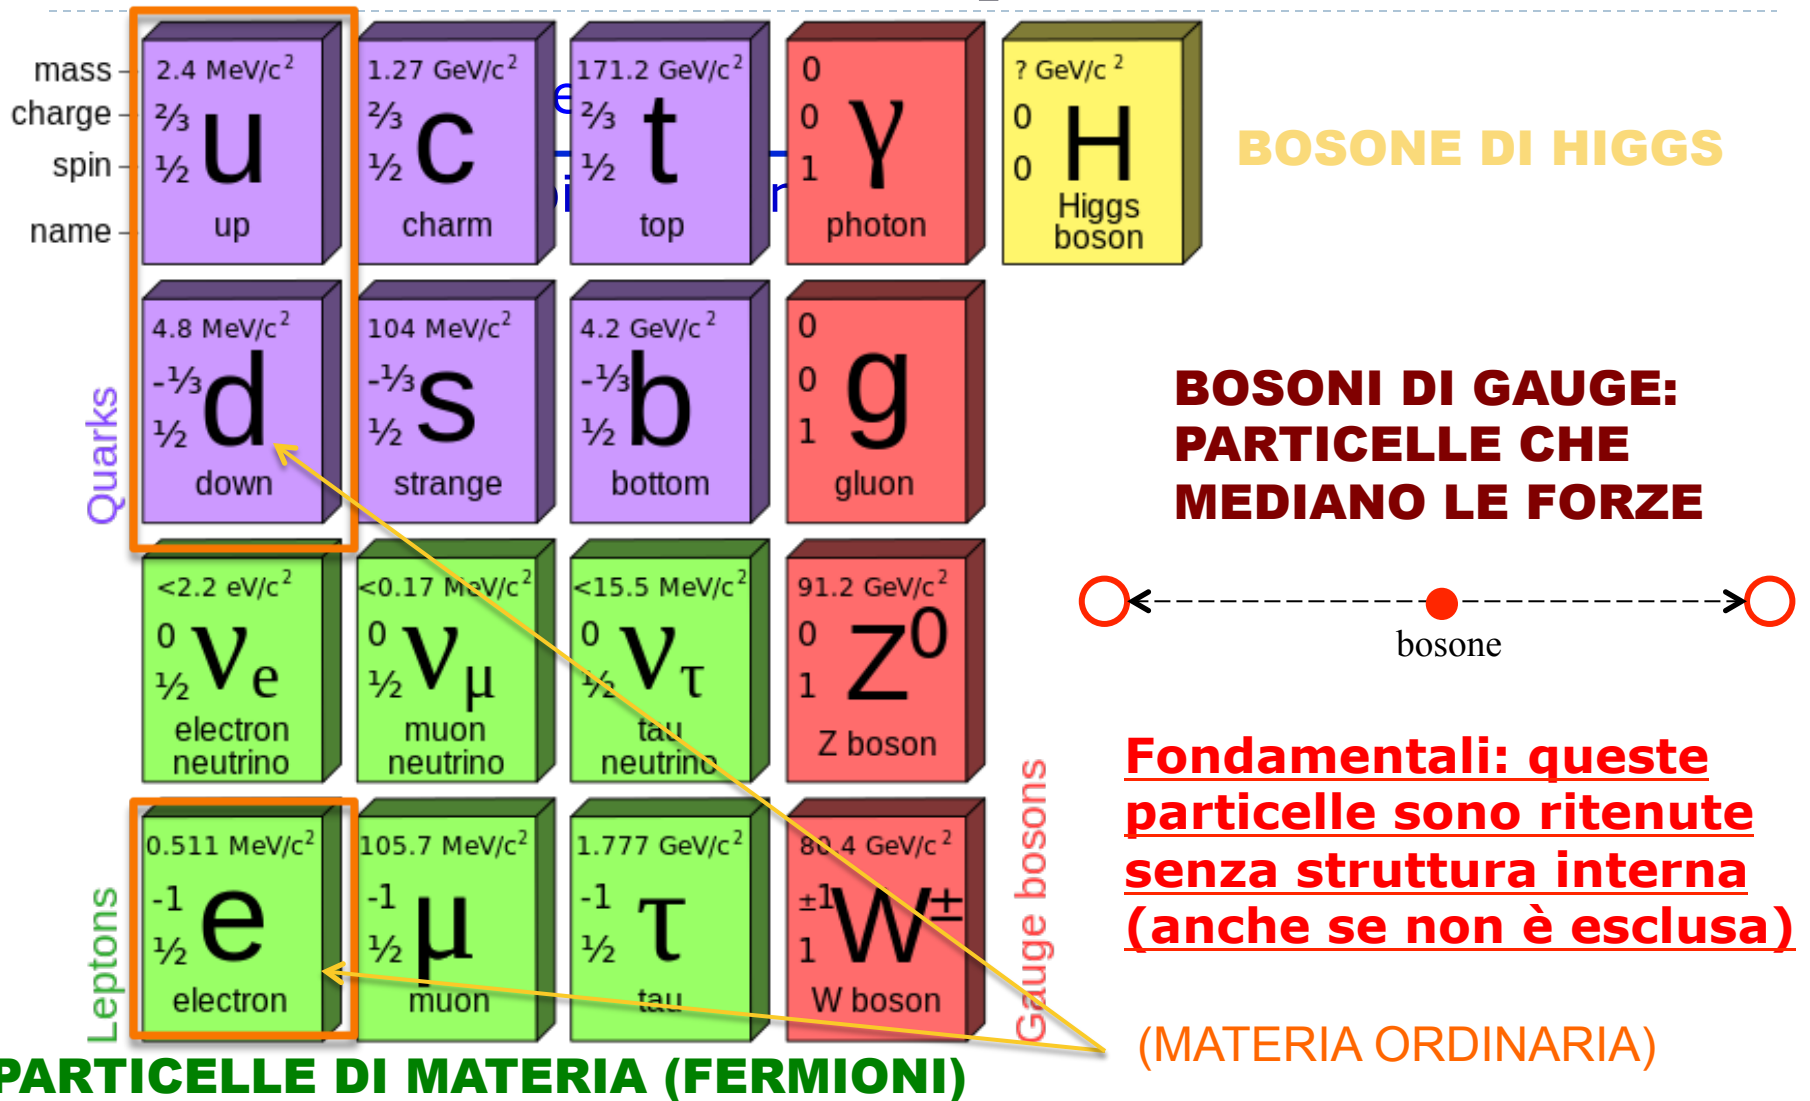 mass
charge
spin
name
2.4 MeV/c²
⅔
½
u
up
1.27 GeV/c²
⅔
½
c
charm
171.2 GeV/c²
⅔
½
t
top
0
0
1
γ
photon
? GeV/c²
0
0
H
Higgs
boson
BOSONE DI HIGGS
Quarks
4.8 MeV/c²
-⅓
½
d
down
104 MeV/c²
-⅓
½
s
strange
4.2 GeV/c²
-⅓
½
b
bottom
0
0
1
g
gluon
BOSONI DI GAUGE:
PARTICELLE CHE
MEDIANO LE FORZE
bosone
<2.2 eV/c²
0
½
νe
electron
neutrino
<0.17 MeV/c²
0
½
νμ
muon
neutrino
<15.5 MeV/c²
0
½
ντ
tau
neutrino
91.2 GeV/c²
0
1
Z⁰
Z boson
Fondamentali: queste
particelle sono ritenute
senza struttura interna
(anche se non è esclusa)
Leptons
0.511 MeV/c²
-1
½
e
electron
105.7 MeV/c²
-1
½
μ
muon
1.777 GeV/c²
-1
½
τ
tau
80.4 GeV/c²
±1
1
W±
W boson
Gauge bosons
(MATERIA ORDINARIA)
PARTICELLE DI MATERIA (FERMIONI)